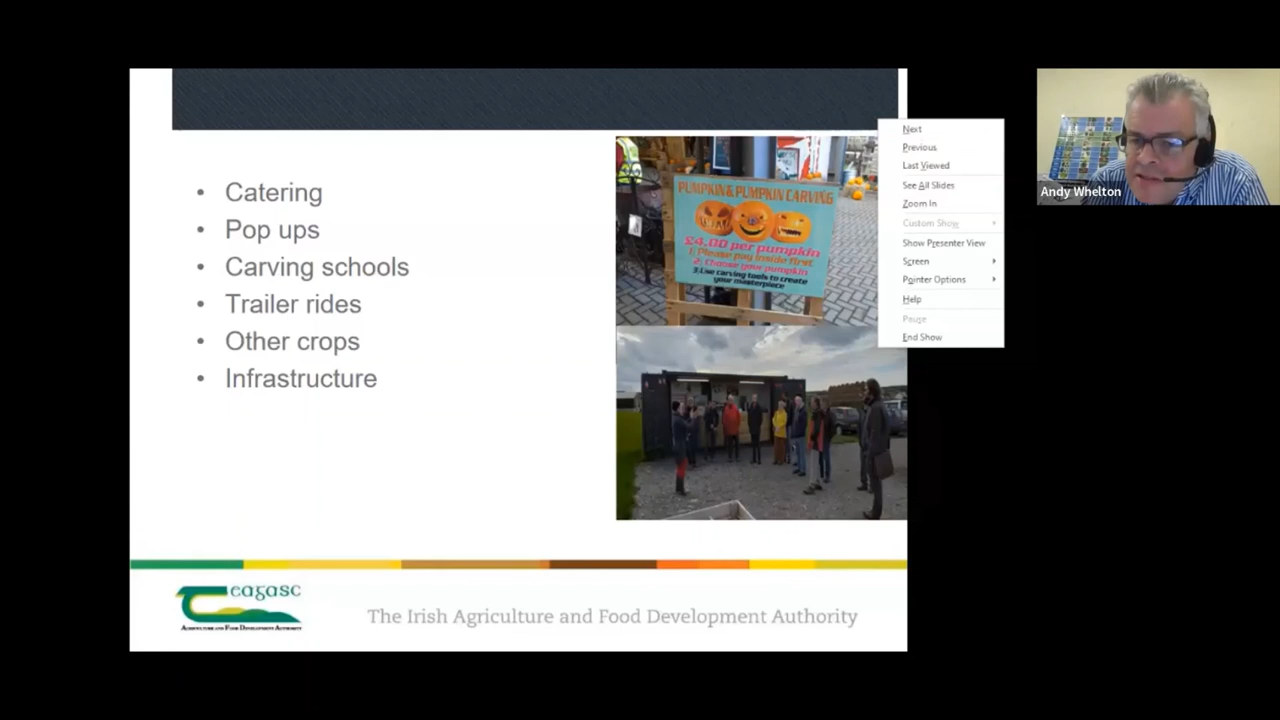 • Catering
• Pop ups
• Carving schools
• Trailer rides
• Other crops
• Infrastructure
PUMPKIN & PUMPKIN CARVING
£4.00 per pumpkin
1: Please pay inside first
2: Choose your pumpkin
3: Use carving tools to create
your masterpiece
Next
Previous
Last Viewed
See All Slides
Zoom In
Custom Show
Show Presenter View
Screen
Pointer Options
Help
Pause
End Show
Andy Whelton
Teagasc
AGRICULTURE AND FOOD DEVELOPMENT AUTHORITY
The Irish Agriculture and Food Development Authority